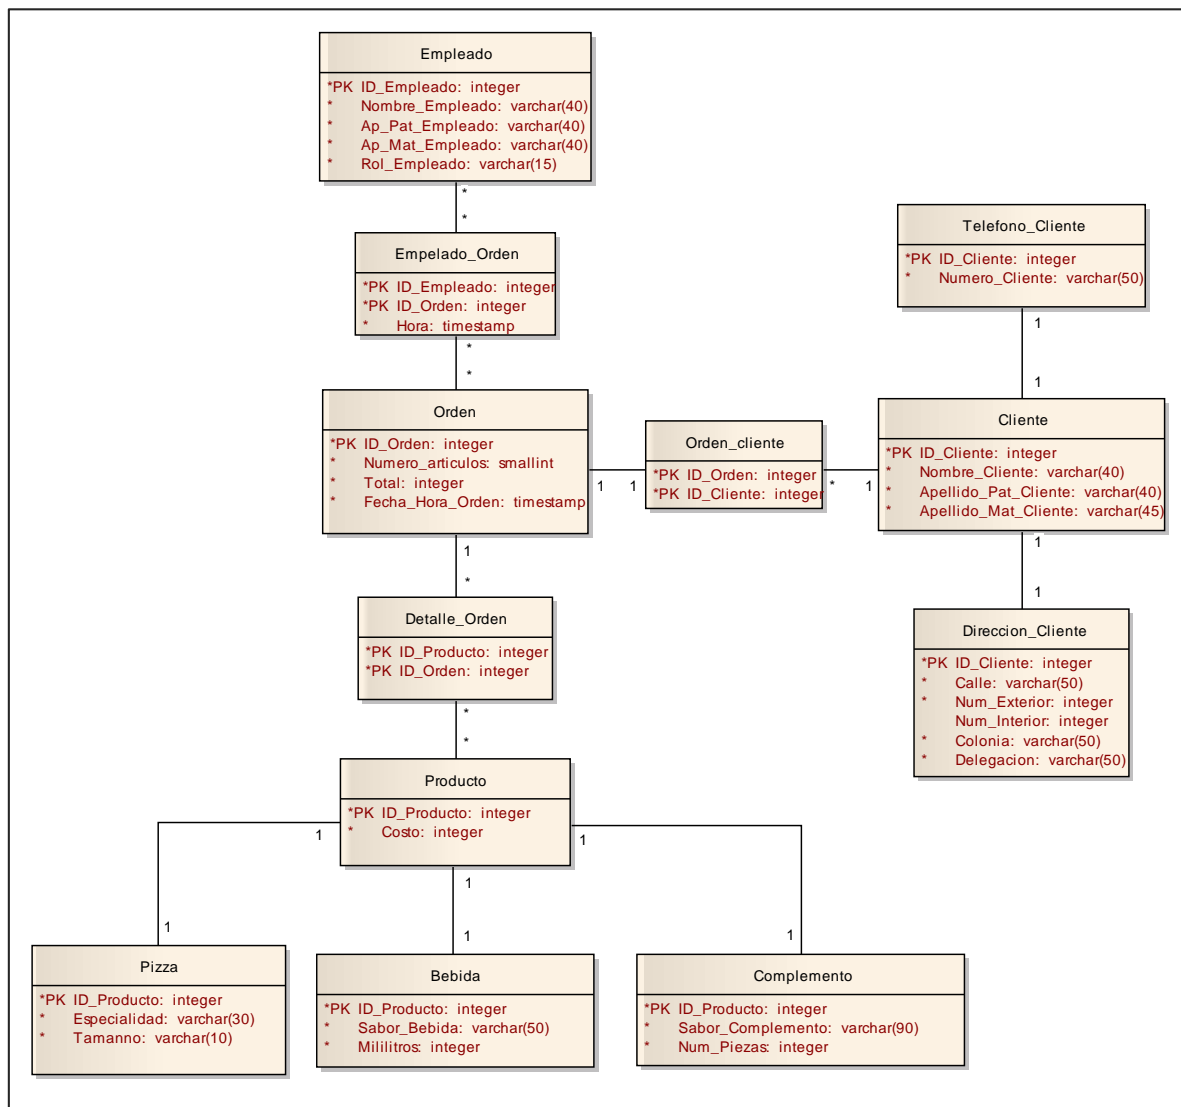 Empleado
*PK ID_Empleado: integer
* Nombre_Empleado: varchar(40)
* Ap_Pat_Empleado: varchar(40)
* Ap_Mat_Empleado: varchar(40)
* Rol_Empleado: varchar(15)
*
*
Empelado_Orden
*PK ID_Empleado: integer
*PK ID_Orden: integer
* Hora: timestamp
*
*
Telefono_Cliente
*PK ID_Cliente: integer
* Numero_Cliente: varchar(50)
1
1
Orden
*PK ID_Orden: integer
* Numero_articulos: smallint
* Total: integer
* Fecha_Hora_Orden: timestamp
1
1
Orden_cliente
*PK ID_Orden: integer
*PK ID_Cliente: integer
*
1
Cliente
*PK ID_Cliente: integer
* Nombre_Cliente: varchar(40)
* Apellido_Pat_Cliente: varchar(40)
* Apellido_Mat_Cliente: varchar(45)
1
1
1
*
Detalle_Orden
*PK ID_Producto: integer
*PK ID_Orden: integer
*
*
Direccion_Cliente
*PK ID_Cliente: integer
* Calle: varchar(50)
* Num_Exterior: integer
Num_Interior: integer
* Colonia: varchar(50)
* Delegacion: varchar(50)
Producto
*PK ID_Producto: integer
* Costo: integer
1
1
1
1
1
1
Pizza
*PK ID_Producto: integer
* Especialidad: varchar(30)
* Tamanno: varchar(10)
Bebida
*PK ID_Producto: integer
* Sabor_Bebida: varchar(50)
* Mililitros: integer
Complemento
*PK ID_Producto: integer
* Sabor_Complemento: varchar(90)
* Num_Piezas: integer